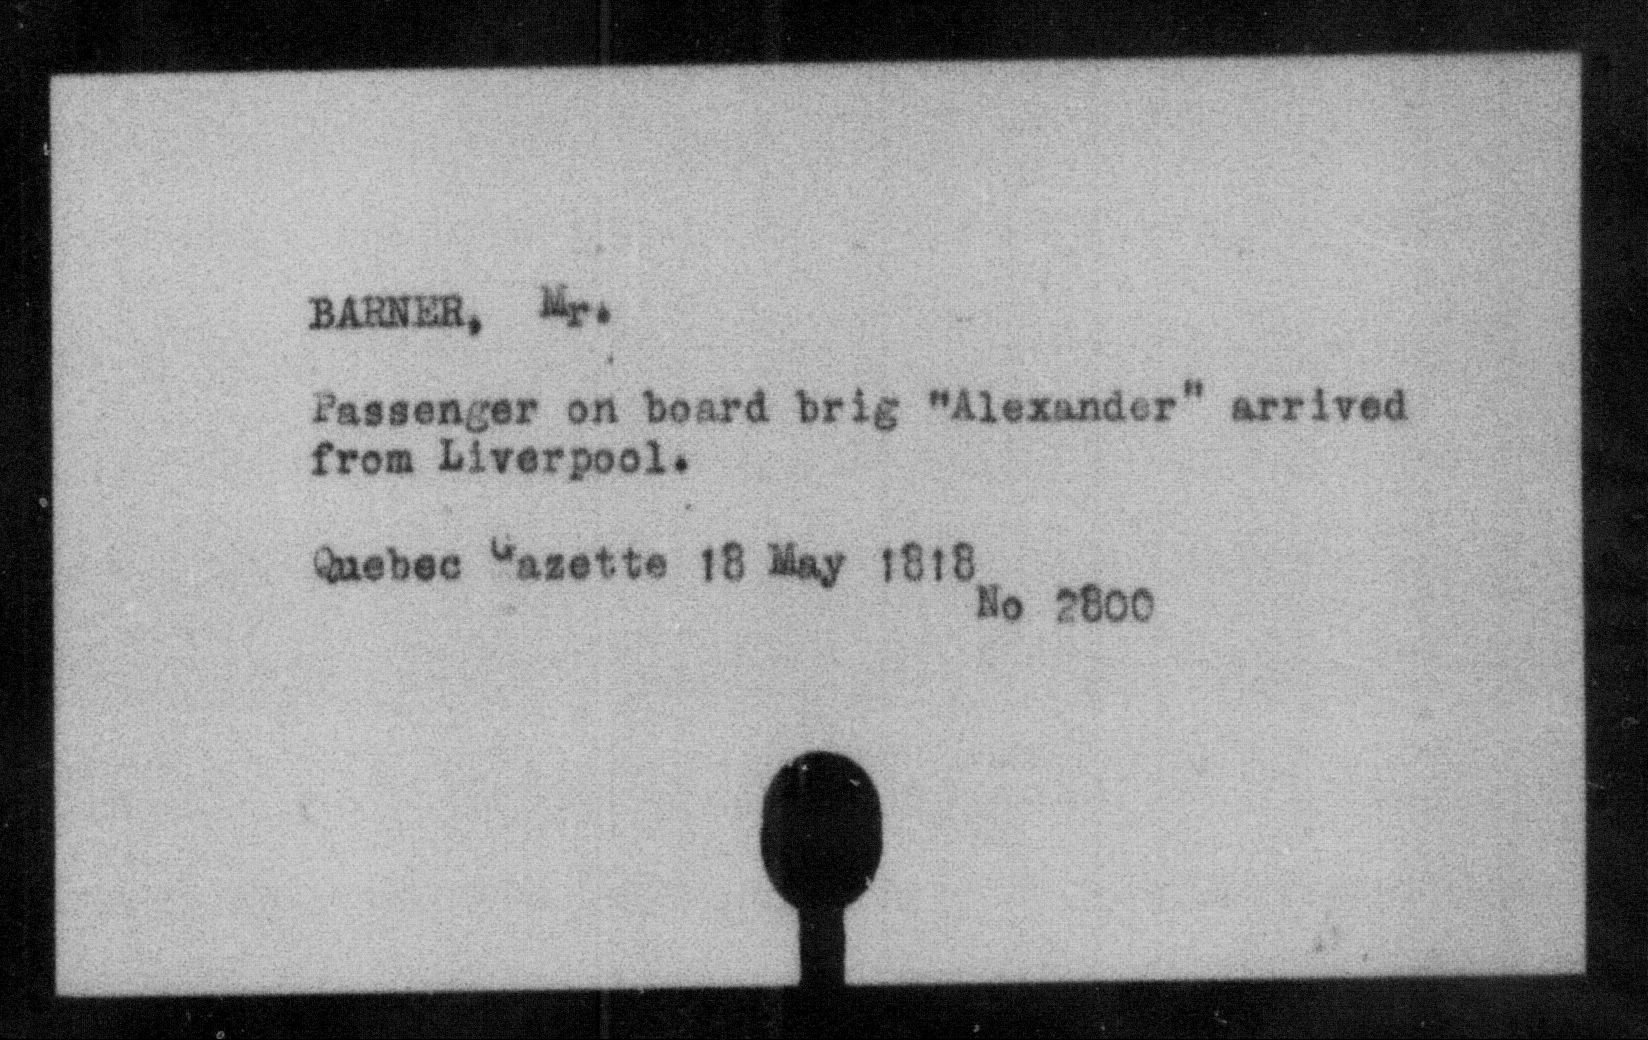 BARNER, Mr.
Passenger on board brig "Alexander" arrived
from Liverpool.
Quebec Gazette 18 May 1818
No 2800